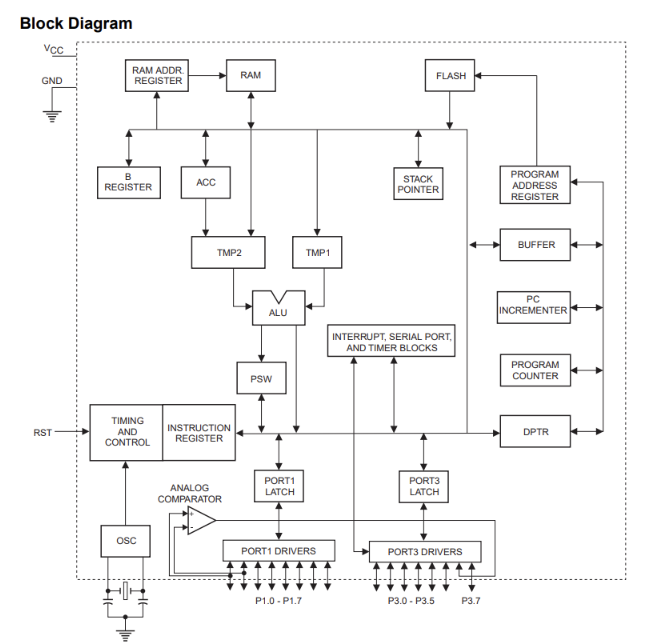 Block Diagram
VCC
GND
RAM ADDR.
REGISTER
RAM
FLASH
B
REGISTER
ACC
STACK
POINTER
PROGRAM
ADDRESS
REGISTER
TMP2
TMP1
BUFFER
ALU
PC
INCREMENTER
INTERRUPT, SERIAL PORT,
AND TIMER BLOCKS
PSW
PROGRAM
COUNTER
RST
TIMING
AND
CONTROL
INSTRUCTION
REGISTER
DPTR
PORT1
LATCH
PORT3
LATCH
ANALOG
COMPARATOR
+
-
OSC
PORT1 DRIVERS
PORT3 DRIVERS
P1.0 - P1.7
P3.0 - P3.5
P3.7